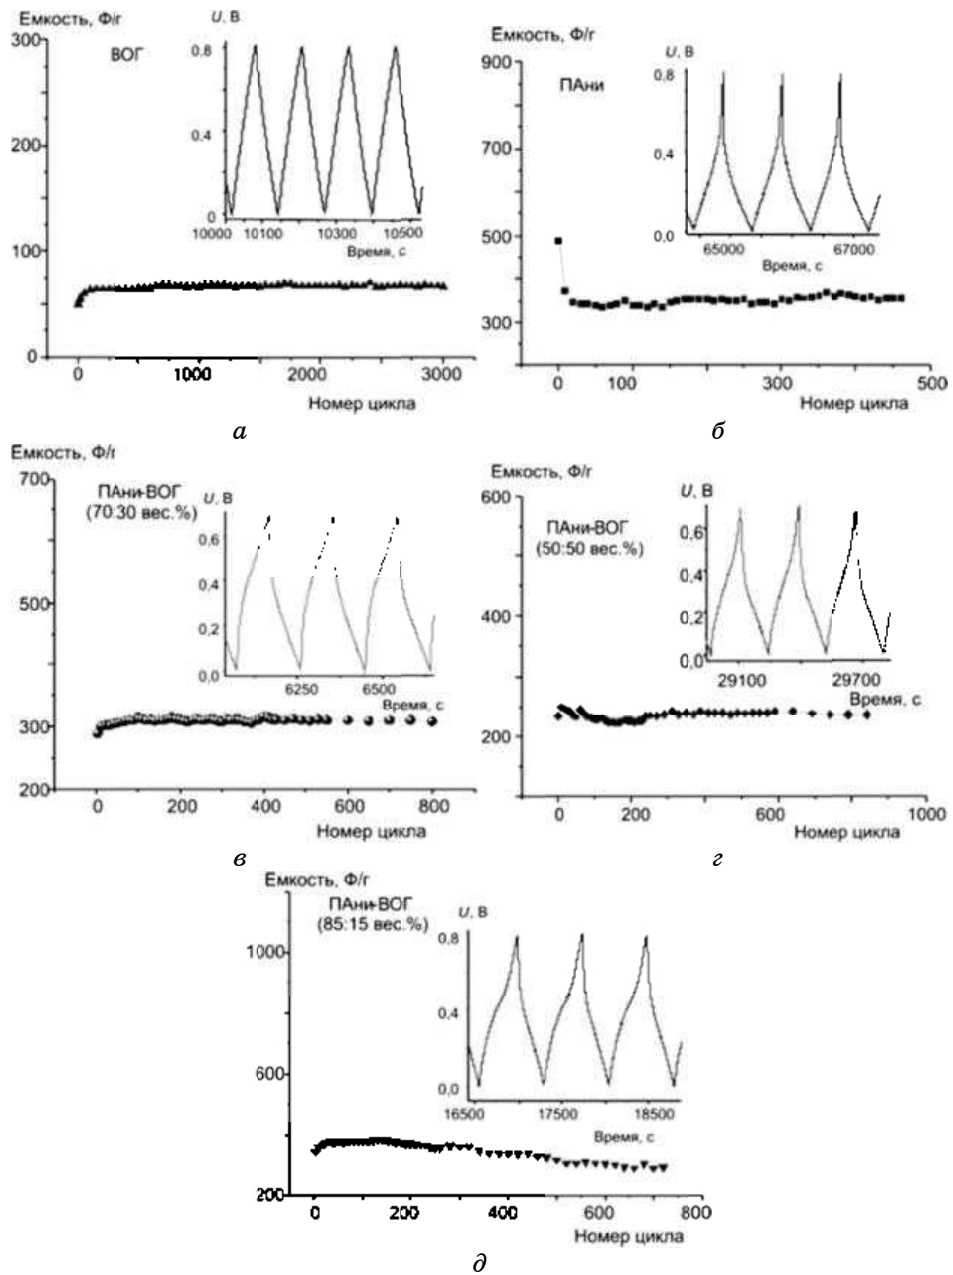 Емкость, Ф/г
ВОГ
300
200
100
0
0
1000
2000
3000
Номер цикла
U, В
0.8
0.4
0
10000
10100
10300
10500
Время, с
а
Емкость, Ф/г
ПАни
900
700
500
300
0
100
300
500
Номер цикла
U, В
0.8
0.4
0.0
65000
67000
Время, с
б
Емкость, Ф/г
ПАни-ВОГ
(70:30 вес.%)
700
500
300
200
0
200
400
600
800
Номер цикла
U, В
0,6
0,4
0,2
0,0
6250
6500
Время, с
в
Емкость, Ф/г
ПАни-ВОГ
(50:50 вес.%)
600
400
200
0
200
600
1000
Номер цикла
U, В
0,6
0,4
0,2
0,0
29100
29700
Время, с
г
Емкость, Ф/г
ПАни-ВОГ
(85:15 вес.%)
1000
600
200
0
200
400
600
800
Номер цикла
U, В
0,8
0,4
0,0
16500
17500
18500
Время, с
д